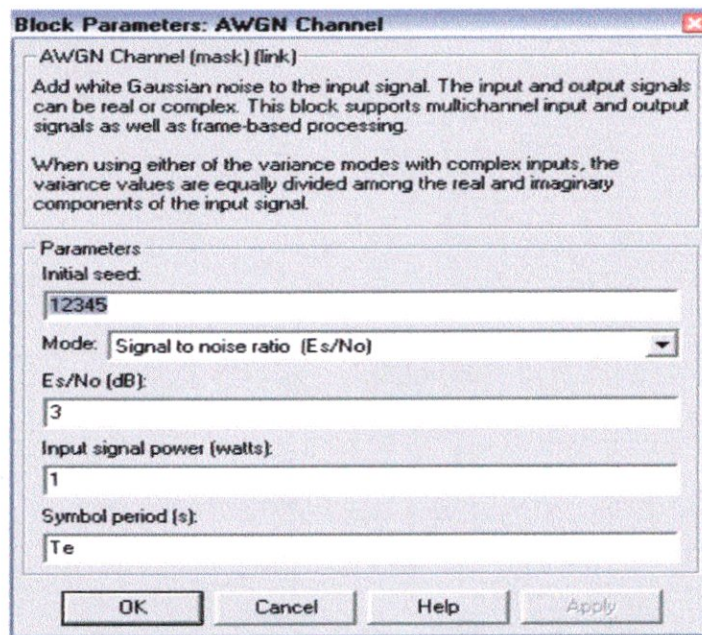 Block Parameters: AWGN Channel
AWGN Channel (mask) (link)
Add white Gaussian noise to the input signal. The input and output signals
can be real or complex. This block supports multichannel input and output
signals as well as frame-based processing.
When using either of the variance modes with complex inputs, the
variance values are equally divided among the real and imaginary
components of the input signal.
Parameters
Initial seed:
12345
Mode: Signal to noise ratio (Es/No)
Es/No (dB):
3
Input signal power (watts):
1
Symbol period (s):
Te
OK Cancel Help Apply